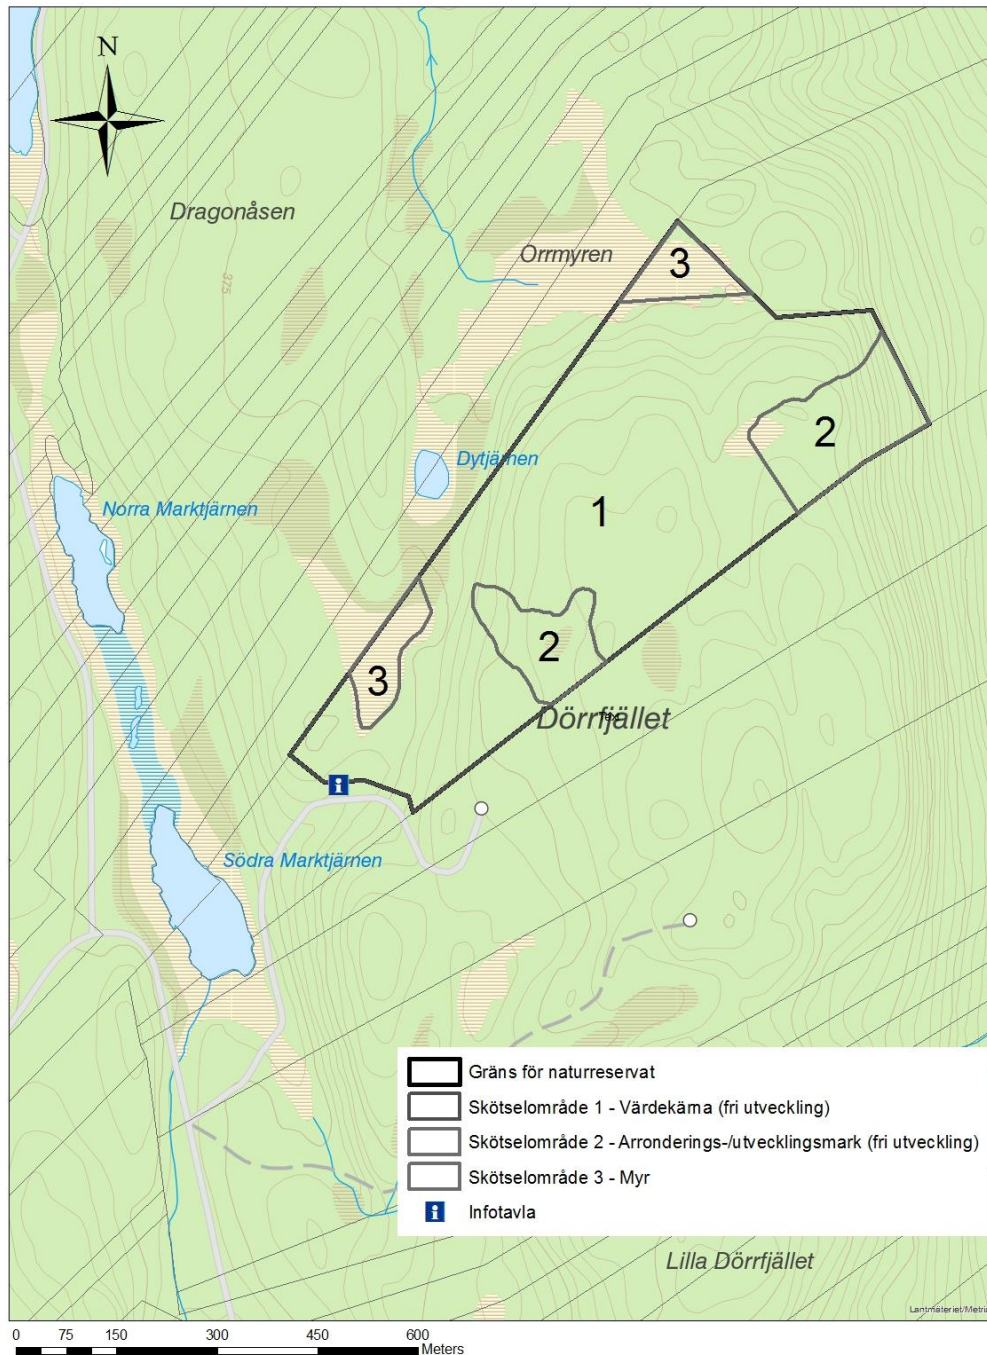 N
Dragonåsen
Orrmyren
3
375
2
Dytjärnen
Norra Marktjärnen
1
2
3
Dörrfjället
Södra Marktjärnen
Gräns för naturreservat
Skötselområde 1 - Värdekärna (fri utveckling)
Skötselområde 2 - Arronderings-/utvecklingsmark (fri utveckling)
Skötselområde 3 - Myr
i Infotavla
Lilla Dörrfjället
Lantmäteriet/Metria
0 75 150 300 450 600
Meters